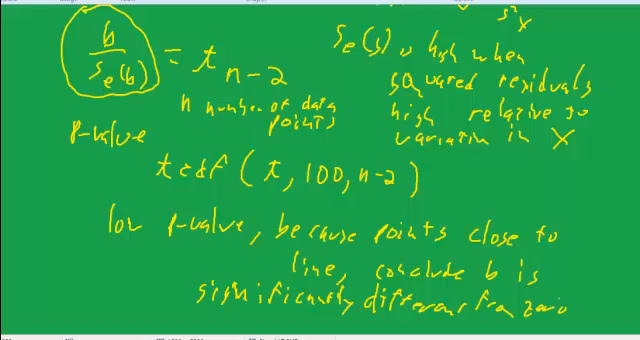 s²x
b / se(b) = t n-2
se(b) is high when
squared residuals
high relative to
variation in X
n number of data
points
p-value
tcdf (t, 100, n-2)
low p-value, because points close to
line, conclude b is
significantly different from zero